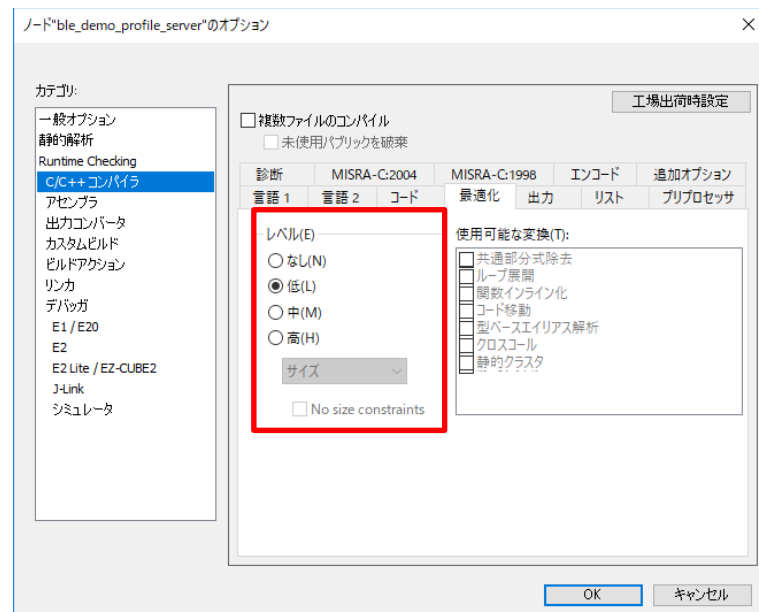 ノード"ble_demo_profile_server"のオプション
カテゴリ:
一般オプション
静的解析
Runtime Checking
C/C++ コンパイラ
アセンブラ
出力コンバータ
カスタムビルド
ビルドアクション
リンカ
デバッガ
E1 / E20
E2
E2 Lite / EZ-CUBE2
J-Link
シミュレータ
工場出荷時設定
複数ファイルのコンパイル
未使用パブリックを破棄
診断 MISRA-C:2004 MISRA-C:1998 エンコード 追加オプション
言語 1 言語 2 コード 最適化 出力 リスト プリプロセッサ
レベル(E)
なし(N)
低(L)
中(M)
高(H)
サイズ
No size constraints
使用可能な変換(T):
共通部分式除去
ループ展開
関数インライン化
コード移動
型ベースエイリアス解析
クロスコール
静的クラスタ
OK キャンセル